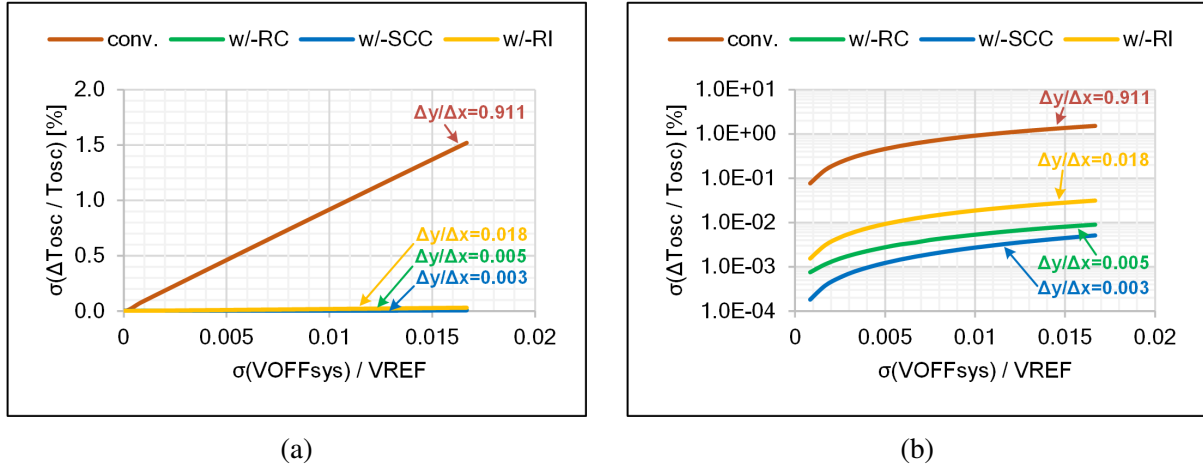 conv. w/-RC w/-SCC w/-RI
σ(ΔTosc / Tosc) [%]
2.0
1.5
1.0
0.5
0.0
Δy/Δx=0.911
Δy/Δx=0.018
Δy/Δx=0.005
Δy/Δx=0.003
0 0.005 0.01 0.015 0.02
σ(VOFFsys) / VREF
(a)
conv. w/-RC w/-SCC w/-RI
σ(ΔTosc / Tosc) [%]
1.0E+01
1.0E+00
1.0E-01
1.0E-02
1.0E-03
1.0E-04
Δy/Δx=0.911
Δy/Δx=0.018
Δy/Δx=0.005
Δy/Δx=0.003
0 0.005 0.01 0.015 0.02
σ(VOFFsys) / VREF
(b)